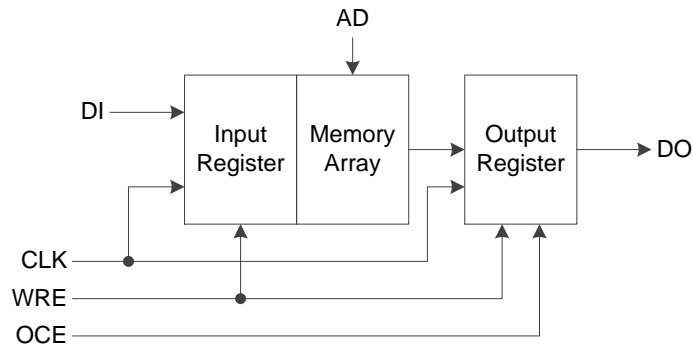 AD
DI
Input
Register
Memory
Array
Output
Register
DO
CLK
WRE
OCE